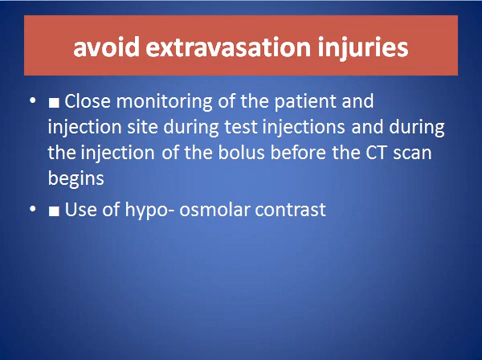 avoid extravasation injuries
• ■ Close monitoring of the patient and
injection site during test injections and during
the injection of the bolus before the CT scan
begins
• ■ Use of hypo- osmolar contrast